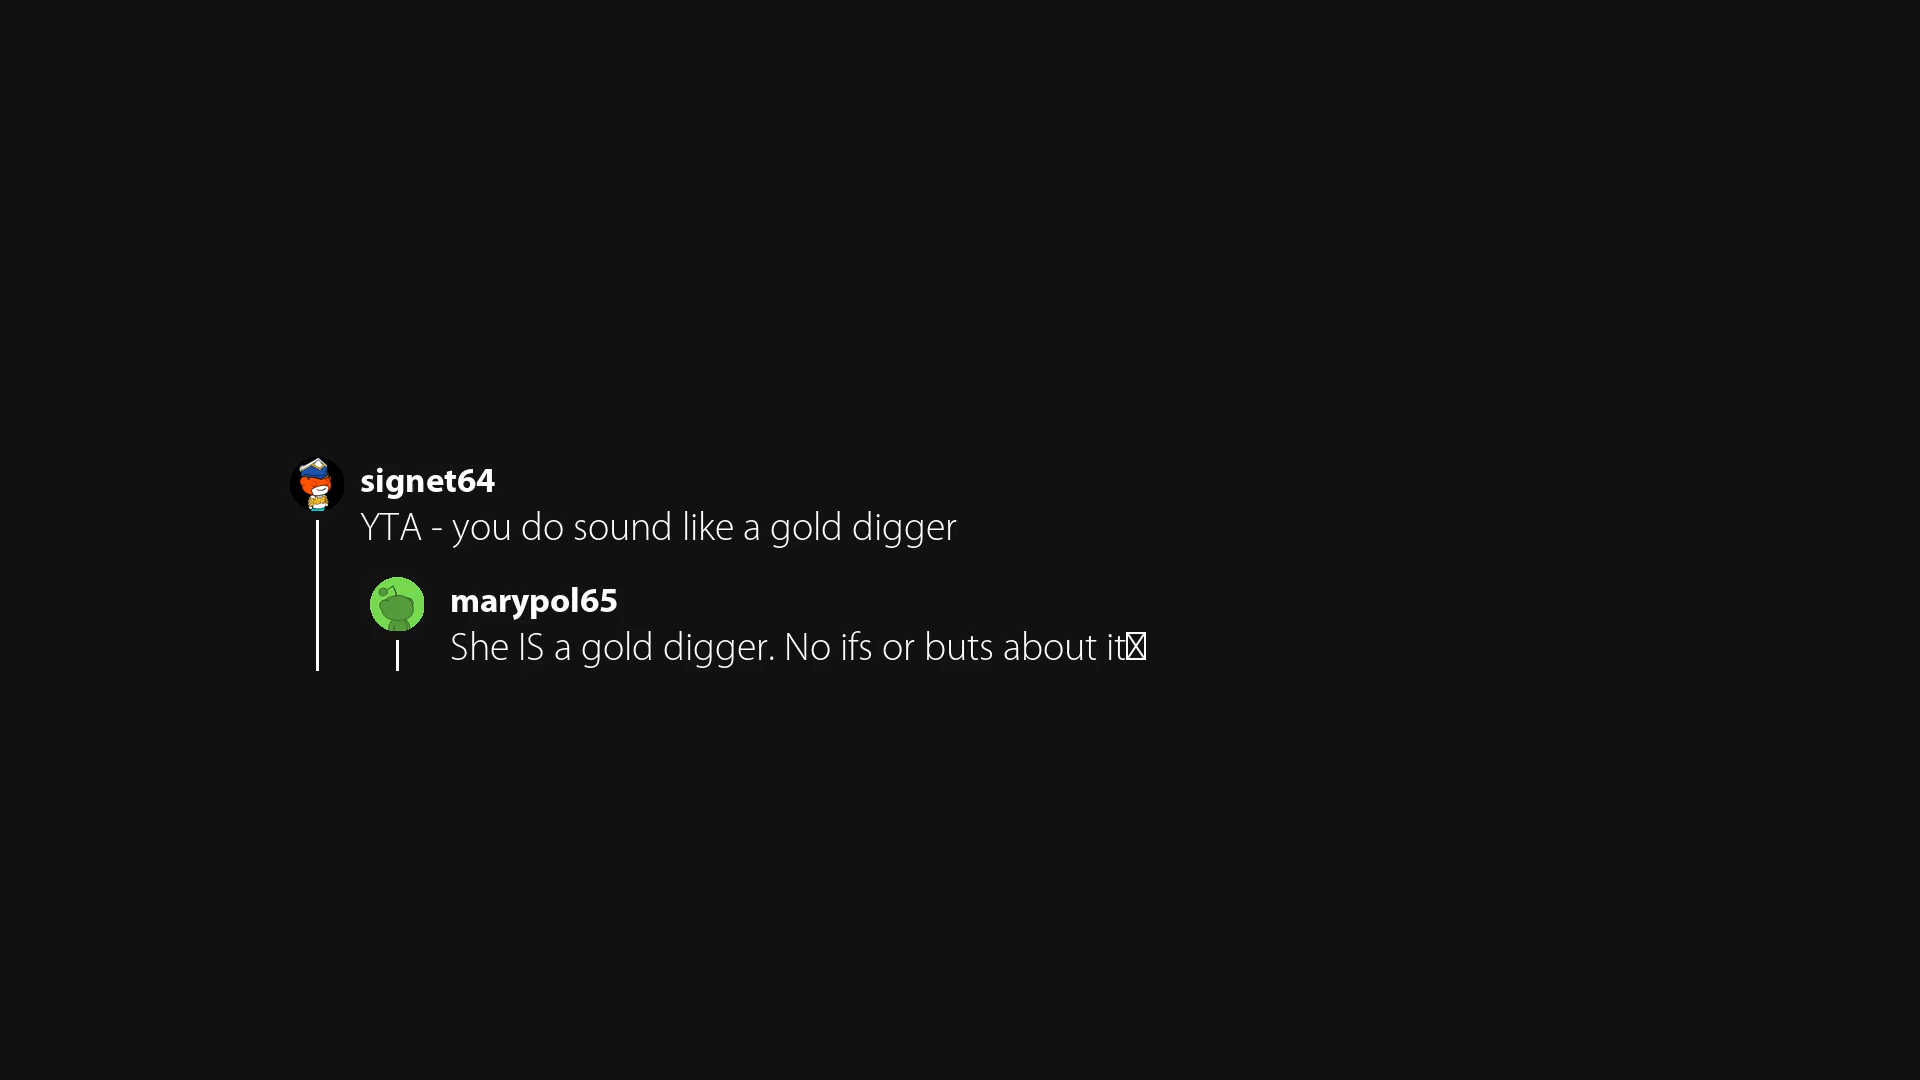 signet64
YTA - you do sound like a gold digger
marypol65
She IS a gold digger. No ifs or buts about it